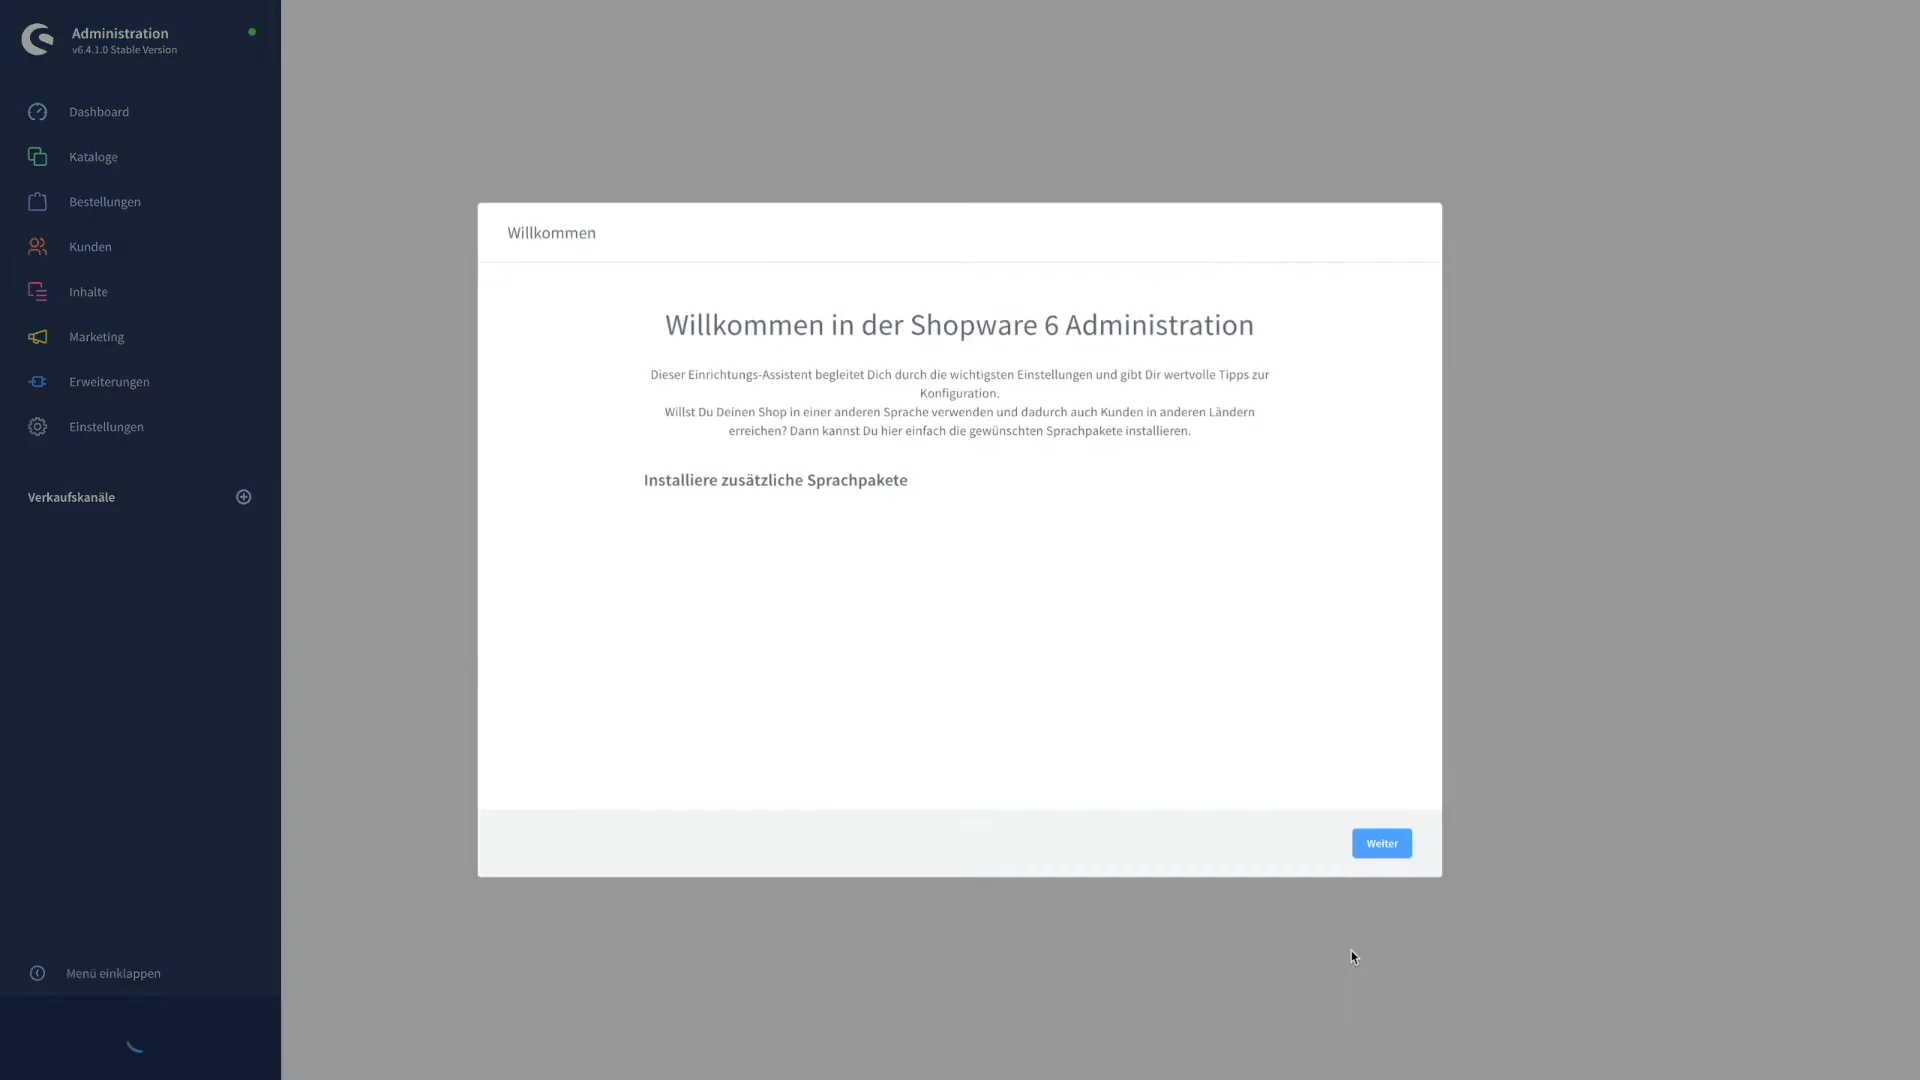 Administration
v6.4.1.0 Stable Version
Dashboard
Kataloge
Bestellungen
Kunden
Inhalte
Marketing
Erweiterungen
Einstellungen
Verkaufskanäle
Menü einklappen
Willkommen
Willkommen in der Shopware 6 Administration
Dieser Einrichtungs-Assistent begleitet Dich durch die wichtigsten Einstellungen und gibt Dir wertvolle Tipps zur
Konfiguration.
Willst Du Deinen Shop in einer anderen Sprache verwenden und dadurch auch Kunden in anderen Ländern
erreichen? Dann kannst Du hier einfach die gewünschten Sprachpakete installieren.
Installiere zusätzliche Sprachpakete
Weiter